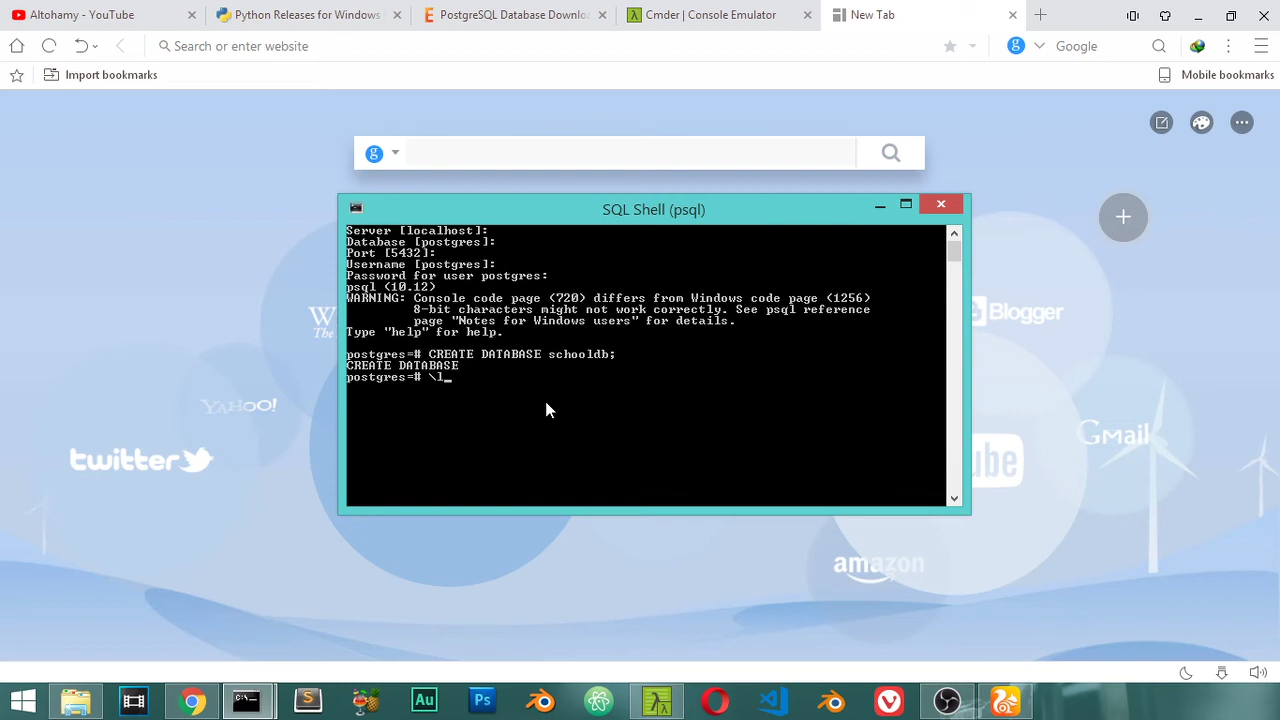 Altohamy - YouTube
Python Releases for Windows
PostgreSQL Database Downlo
Cmder | Console Emulator
New Tab
Search or enter website
Google
Import bookmarks
Mobile bookmarks
SQL Shell (psql)
Server [localhost]:
Database [postgres]:
Port [5432]:
Username [postgres]:
Password for user postgres:
psql (10.12)
WARNING: Console code page (720) differs from Windows code page (1256)
8-bit characters might not work correctly. See psql reference
page "Notes for Windows users" for details.
Type "help" for help.
postgres=# CREATE DATABASE schooldb;
CREATE DATABASE
postgres=# \l_
Blogger
YAHOO!
twitter
Gmail
amazon
Au
Ps